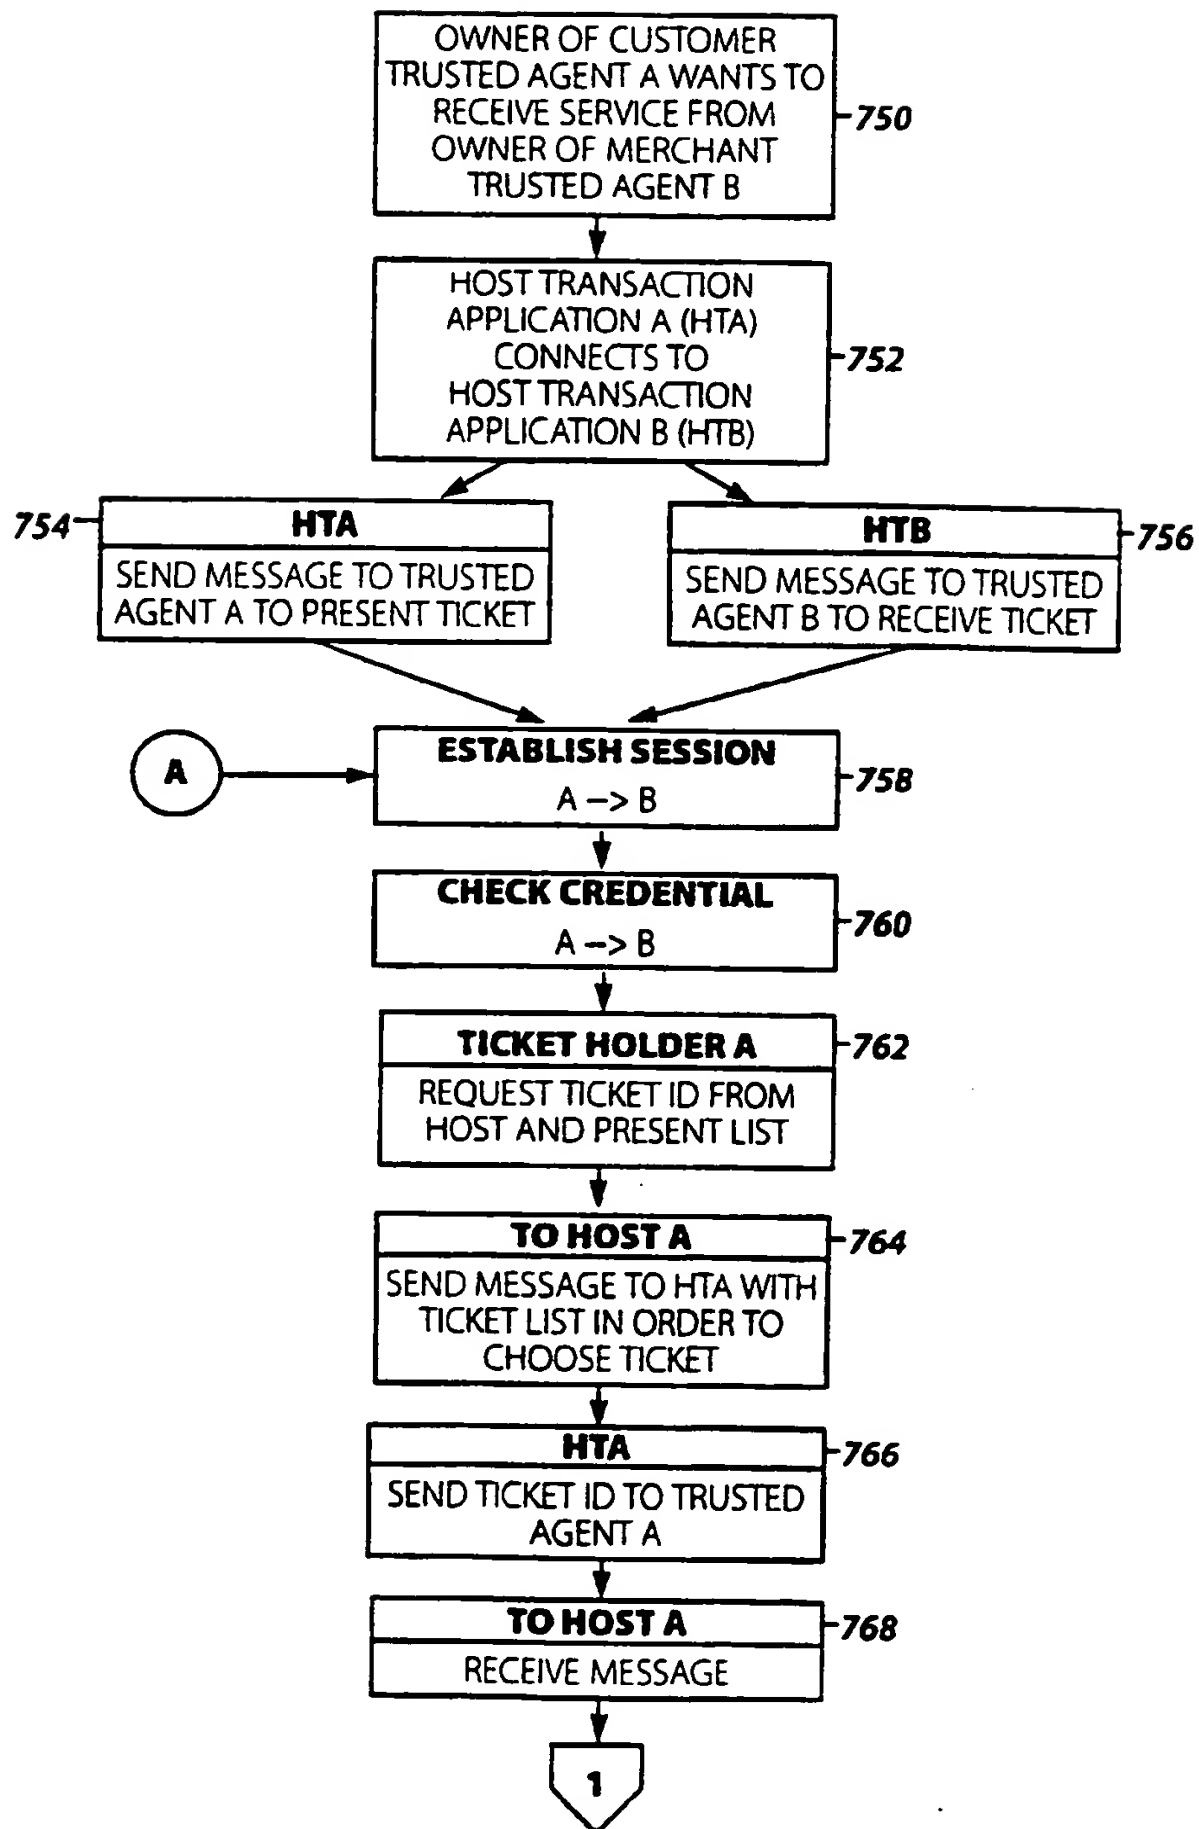 OWNER OF CUSTOMER
TRUSTED AGENT A WANTS TO
RECEIVE SERVICE FROM
OWNER OF MERCHANT
TRUSTED AGENT B
750
HOST TRANSACTION
APPLICATION A (HTA)
CONNECTS TO
HOST TRANSACTION
APPLICATION B (HTB)
752
754
HTA
SEND MESSAGE TO TRUSTED
AGENT A TO PRESENT TICKET
HTB
756
SEND MESSAGE TO TRUSTED
AGENT B TO RECEIVE TICKET
A
ESTABLISH SESSION
A –> B
758
CHECK CREDENTIAL
A –> B
760
TICKET HOLDER A
762
REQUEST TICKET ID FROM
HOST AND PRESENT LIST
TO HOST A
764
SEND MESSAGE TO HTA WITH
TICKET LIST IN ORDER TO
CHOOSE TICKET
HTA
766
SEND TICKET ID TO TRUSTED
AGENT A
TO HOST A
768
RECEIVE MESSAGE
1